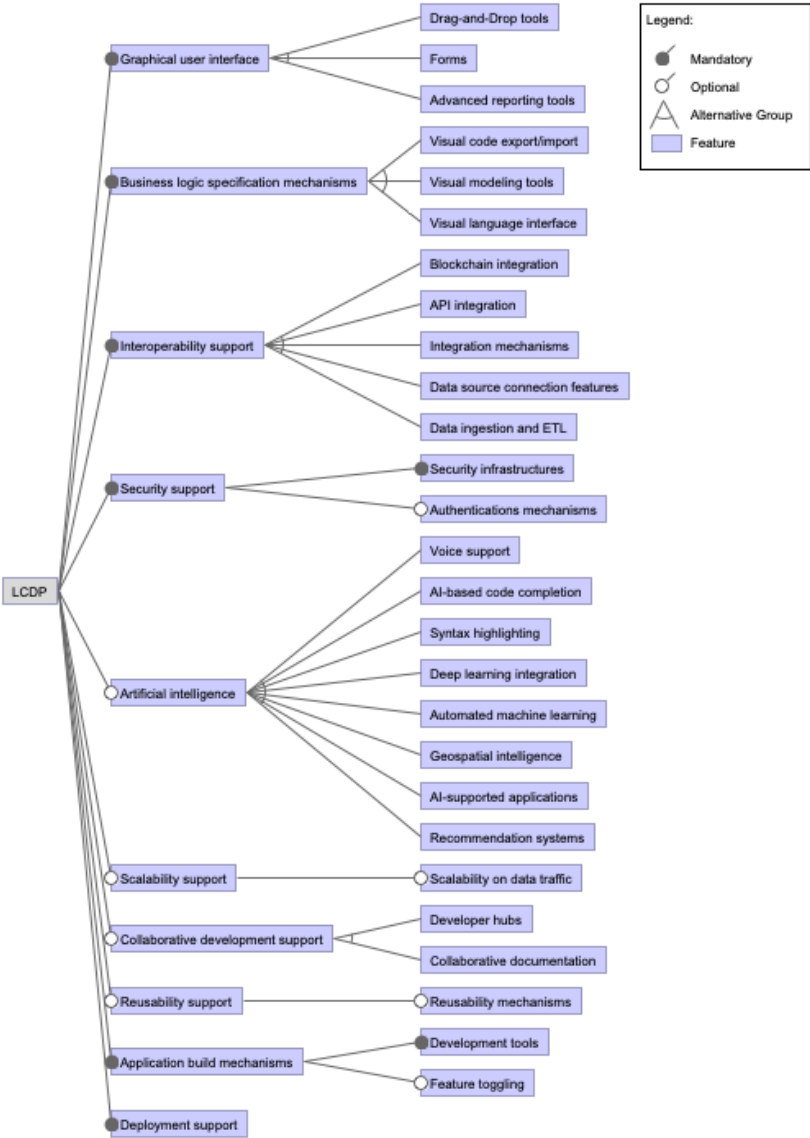 Drag-and-Drop tools
Graphical user interface
Forms
Advanced reporting tools
Visual code export/import
Business logic specification mechanisms
Visual modeling tools
Visual language interface
Blockchain integration
API integration
Interoperability support
Integration mechanisms
Data source connection features
Data ingestion and ETL
Security support
Security infrastructures
Authentications mechanisms
LCDP
Voice support
AI-based code completion
Syntax highlighting
Deep learning integration
Artificial intelligence
Automated machine learning
Geospatial intelligence
AI-supported applications
Recommendation systems
Scalability support
Scalability on data traffic
Collaborative development support
Developer hubs
Collaborative documentation
Reusability support
Reusability mechanisms
Application build mechanisms
Development tools
Feature toggling
Deployment support
Legend:
Mandatory
Optional
Alternative Group
Feature